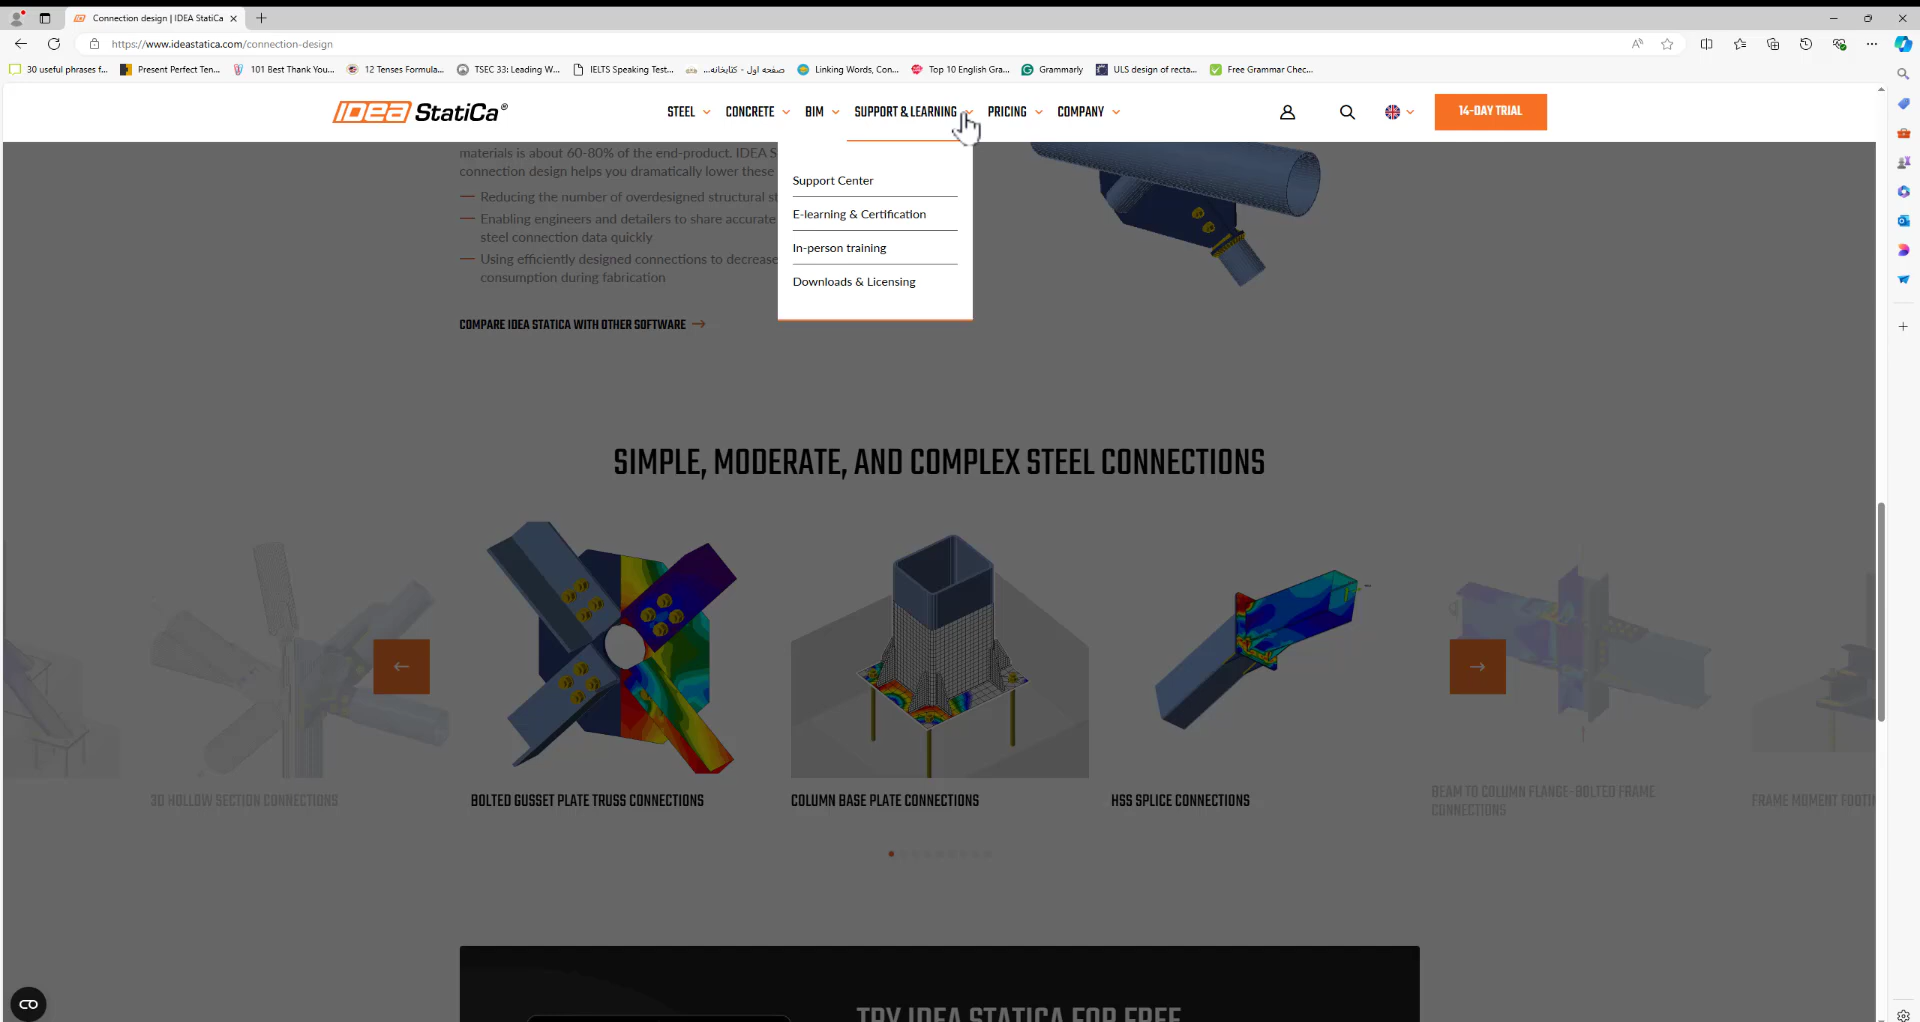 Connection design | IDEA StatiCa
https://www.ideastatica.com/connection-design
30 useful phrases f...
Present Perfect Ten...
101 Best Thank You...
12 Tenses Formula...
TSEC 33: Leading W...
IELTS Speaking Test...
صفحه اول - کتابخانه...
Linking Words, Con...
Top 10 English Gra...
Grammarly
ULS design of recta...
Free Grammar Chec...
IDEA StatiCa®
STEEL
CONCRETE
BIM
SUPPORT & LEARNING
PRICING
COMPANY
14-DAY TRIAL
Support Center
E-learning & Certification
In-person training
Downloads & Licensing
materials is about 60-80% of the end-product. IDEA S
connection design helps you dramatically lower these
— Reducing the number of overdesigned structural st
— Enabling engineers and detailers to share accurate
steel connection data quickly
— Using efficiently designed connections to decrease
consumption during fabrication
COMPARE IDEA STATICA WITH OTHER SOFTWARE →
SIMPLE, MODERATE, AND COMPLEX STEEL CONNECTIONS
3D HOLLOW SECTION CONNECTIONS
BOLTED GUSSET PLATE TRUSS CONNECTIONS
COLUMN BASE PLATE CONNECTIONS
HSS SPLICE CONNECTIONS
BEAM TO COLUMN FLANGE-BOLTED FRAME
CONNECTIONS
FRAME MOMENT FOOTIN
TRY IDEA STATICA FOR FREE